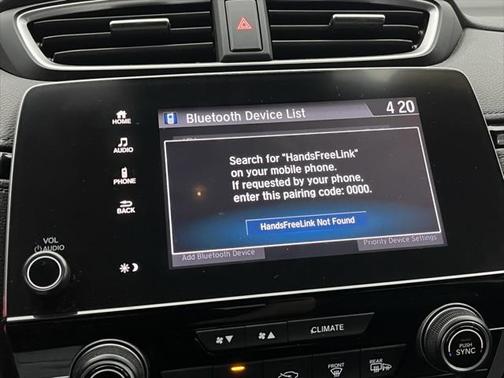 HOME
AUDIO
PHONE
BACK
VOL
AUDIO
Bluetooth Device List
4 20
Search for "HandsFreeLink"
on your mobile phone.
If requested by your phone,
enter this pairing code: 0000.
HandsFreeLink Not Found
Add Bluetooth Device
Priority Device Settings
CLIMATE
PUSH
SYNC
FRONT
REAR